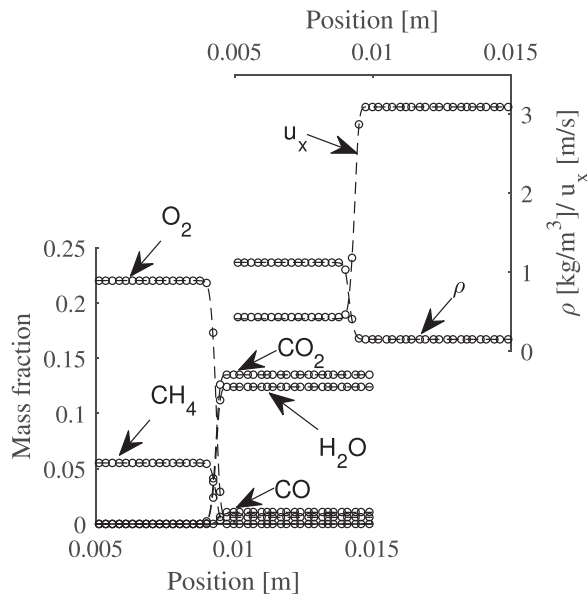 Position [m]
0.005 0.01 0.015
u_x
3
2
1
0
ρ [kg/m³]/ u_x [m/s]
ρ
O₂
0.25
0.2
0.15
0.1
0.05
0
Mass fraction
CH₄
CO₂
H₂O
CO
0.005 0.01 0.015
Position [m]